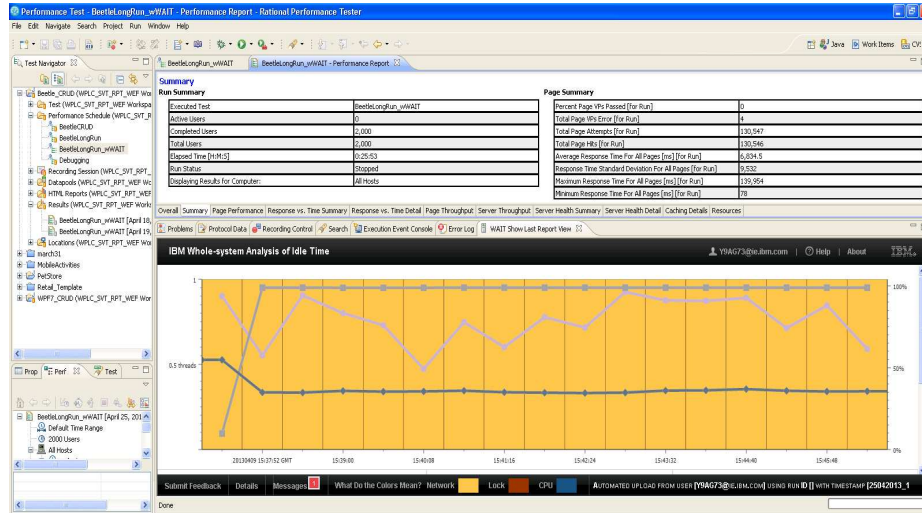 Performance Test - BeetleLongRun_wWAIT - Performance Report - Rational Performance Tester
File Edit Navigate Search Project Run Window Help
Java Work Items CVS
Test Navigator
Beetle_CRUD (WPLC_SVT_RPT_WEF Wor
Test (WPLC_SVT_RPT_WEF Workspa
Performance Schedule (WPLC_SVT_R
BeetleCRUD
BeetleLongRun
BeetleLongRun_wWAIT
Debugging
Recording Session (WPLC_SVT_RPT_
Datapools (WPLC_SVT_RPT_WEF Wo
HTML Reports (WPLC_SVT_RPT_WEF
Results (WPLC_SVT_RPT_WEF Works
BeetleLongRun_wWAIT [April 18,
BeetleLongRun_wWAIT [April 19,
Locations (WPLC_SVT_RPT_WEF Wor
march31
MobileActivities
PetStore
Retail_Template
WPF7_CRUD (WPLC_SVT_RPT_WEF Wor
Prop Perf Test
BeetleLongRun_wWAIT [April 25, 201
Default Time Range
2000 Users
All Hosts
BeetleLongRun_wWAIT BeetleLongRun_wWAIT - Performance Report
Summary
Run Summary
Executed Test BeetleLongRun_wWAIT
Active Users 0
Completed Users 2,000
Total Users 2,000
Elapsed Time [H:M:S] 0:25:53
Run Status Stopped
Displaying Results for Computer: All Hosts
Page Summary
Percent Page VPs Passed [for Run] 0
Total Page VPs Error [for Run] 4
Total Page Attempts [for Run] 130,547
Total Page Hits [for Run] 130,546
Average Response Time For All Pages [ms] [for Run] 6,834.5
Response Time Standard Deviation For All Pages [ms] [for Run] 9,532
Maximum Response Time For All Pages [ms] [for Run] 139,954
Minimum Response Time For All Pages [ms] [for Run] 78
Overall Summary Page Performance Response vs. Time Summary Response vs. Time Detail Page Throughput Server Throughput Server Health Summary Server Health Detail Caching Details Resources
Problems Protocol Data Recording Control Search Execution Event Console Error Log WAIT Show Last Report View
IBM Whole-system Analysis of Idle Time
Y9AG73@ie.ibm.com | Help | About IBM.
1
0.5 threads
0
100%
50%
0%
20130409 15:37:52 GMT 15:39:00 15:40:08 15:41:16 15:42:24 15:43:32 15:44:40 15:45:48
Submit Feedback Details Messages 1 What Do the Colors Mean? Network Lock CPU AUTOMATED UPLOAD FROM USER [Y9AG73@IE.IBM.COM] USING RUN ID [] WITH TIMESTAMP [25042013_1
Done